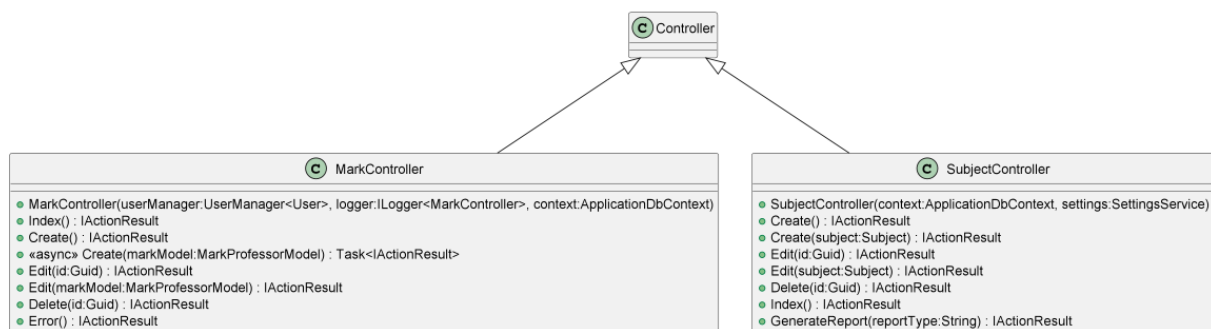 C Controller
C MarkController
MarkController(userManager:UserManager<User>, logger:ILogger<MarkController>, context:ApplicationDbContext)
Index() : IActionResult
Create() : IActionResult
«async» Create(markModel:MarkProfessorModel) : Task<IActionResult>
Edit(id:Guid) : IActionResult
Edit(markModel:MarkProfessorModel) : IActionResult
Delete(id:Guid) : IActionResult
Error() : IActionResult
C SubjectController
SubjectController(context:ApplicationDbContext, settings:SettingsService)
Create() : IActionResult
Create(subject:Subject) : IActionResult
Edit(id:Guid) : IActionResult
Edit(subject:Subject) : IActionResult
Delete(id:Guid) : IActionResult
Index() : IActionResult
GenerateReport(reportType:String) : IActionResult